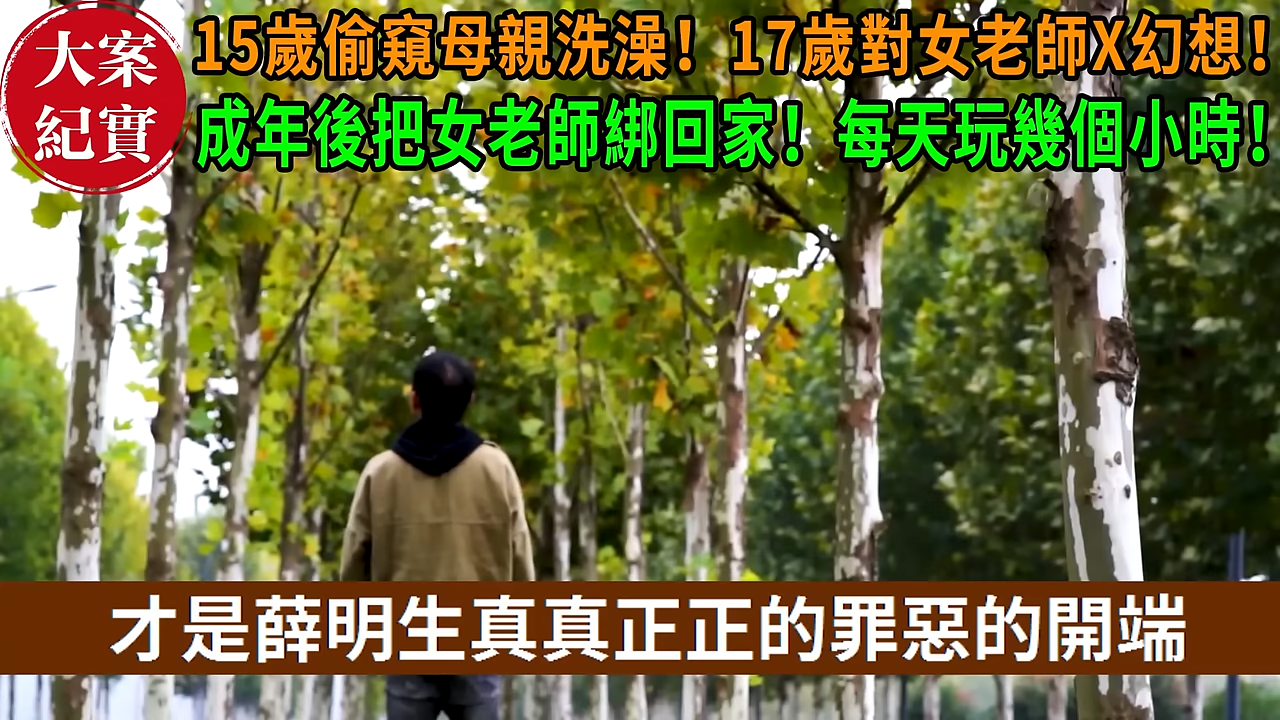 大案
紀實
15歲偷窺母親洗澡！17歲對女老師X幻想！
成年後把女老師綁回家！每天玩幾個小時！
才是薛明生真真正正的罪惡的開端